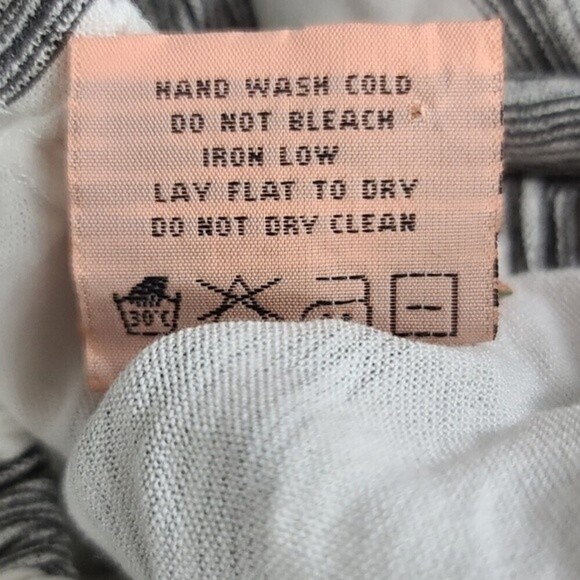 HAND WASH COLD
DO NOT BLEACH
IRON LOW
LAY FLAT TO DRY
DO NOT DRY CLEAN
30°C